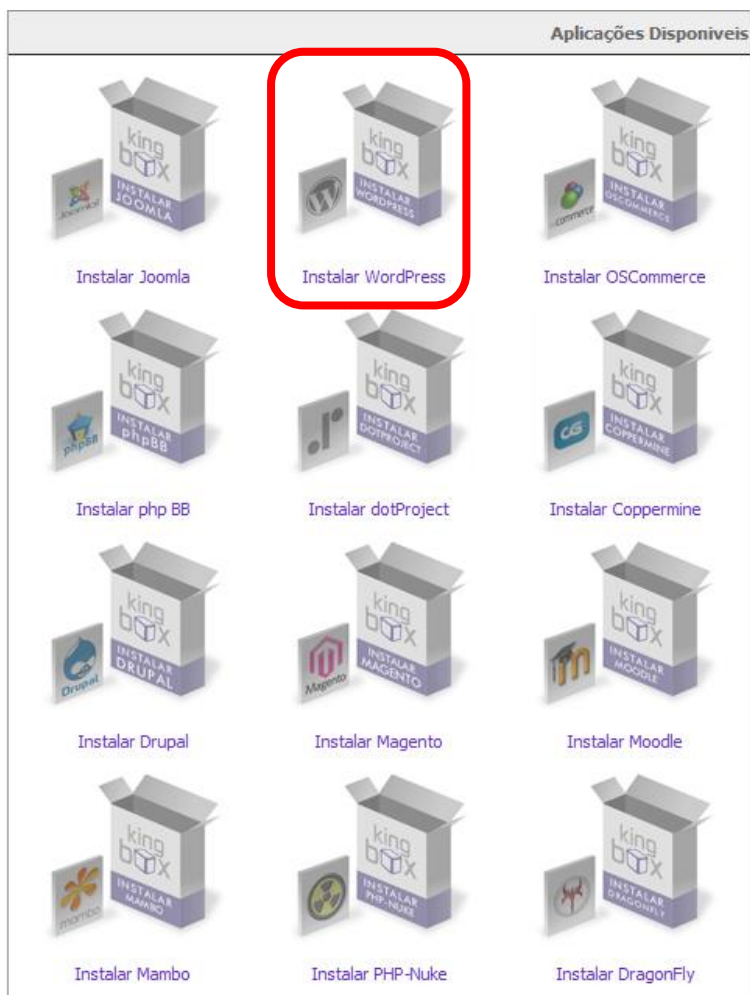 Aplicações Disponiveis
king box
INSTALAR
JOOMLA
Joomla!
king box
INSTALAR
WORDPRESS
W
king box
INSTALAR
OSCOMMERCE
commerce
Instalar Joomla
Instalar WordPress
Instalar OSCommerce
king box
INSTALAR
phpBB
phpBB
king box
INSTALAR
DOTPROJECT
king box
INSTALAR
COPPERMINE
CG
Instalar php BB
Instalar dotProject
Instalar Coppermine
king box
INSTALAR
DRUPAL
Drupal
king box
INSTALAR
MAGENTO
Magento
king box
INSTALAR
MOODLE
m
Instalar Drupal
Instalar Magento
Instalar Moodle
king box
INSTALAR
MAMBO
mambo
king box
INSTALAR
PHP-NUKE
king box
INSTALAR
DRAGONFLY
Instalar Mambo
Instalar PHP-Nuke
Instalar DragonFly